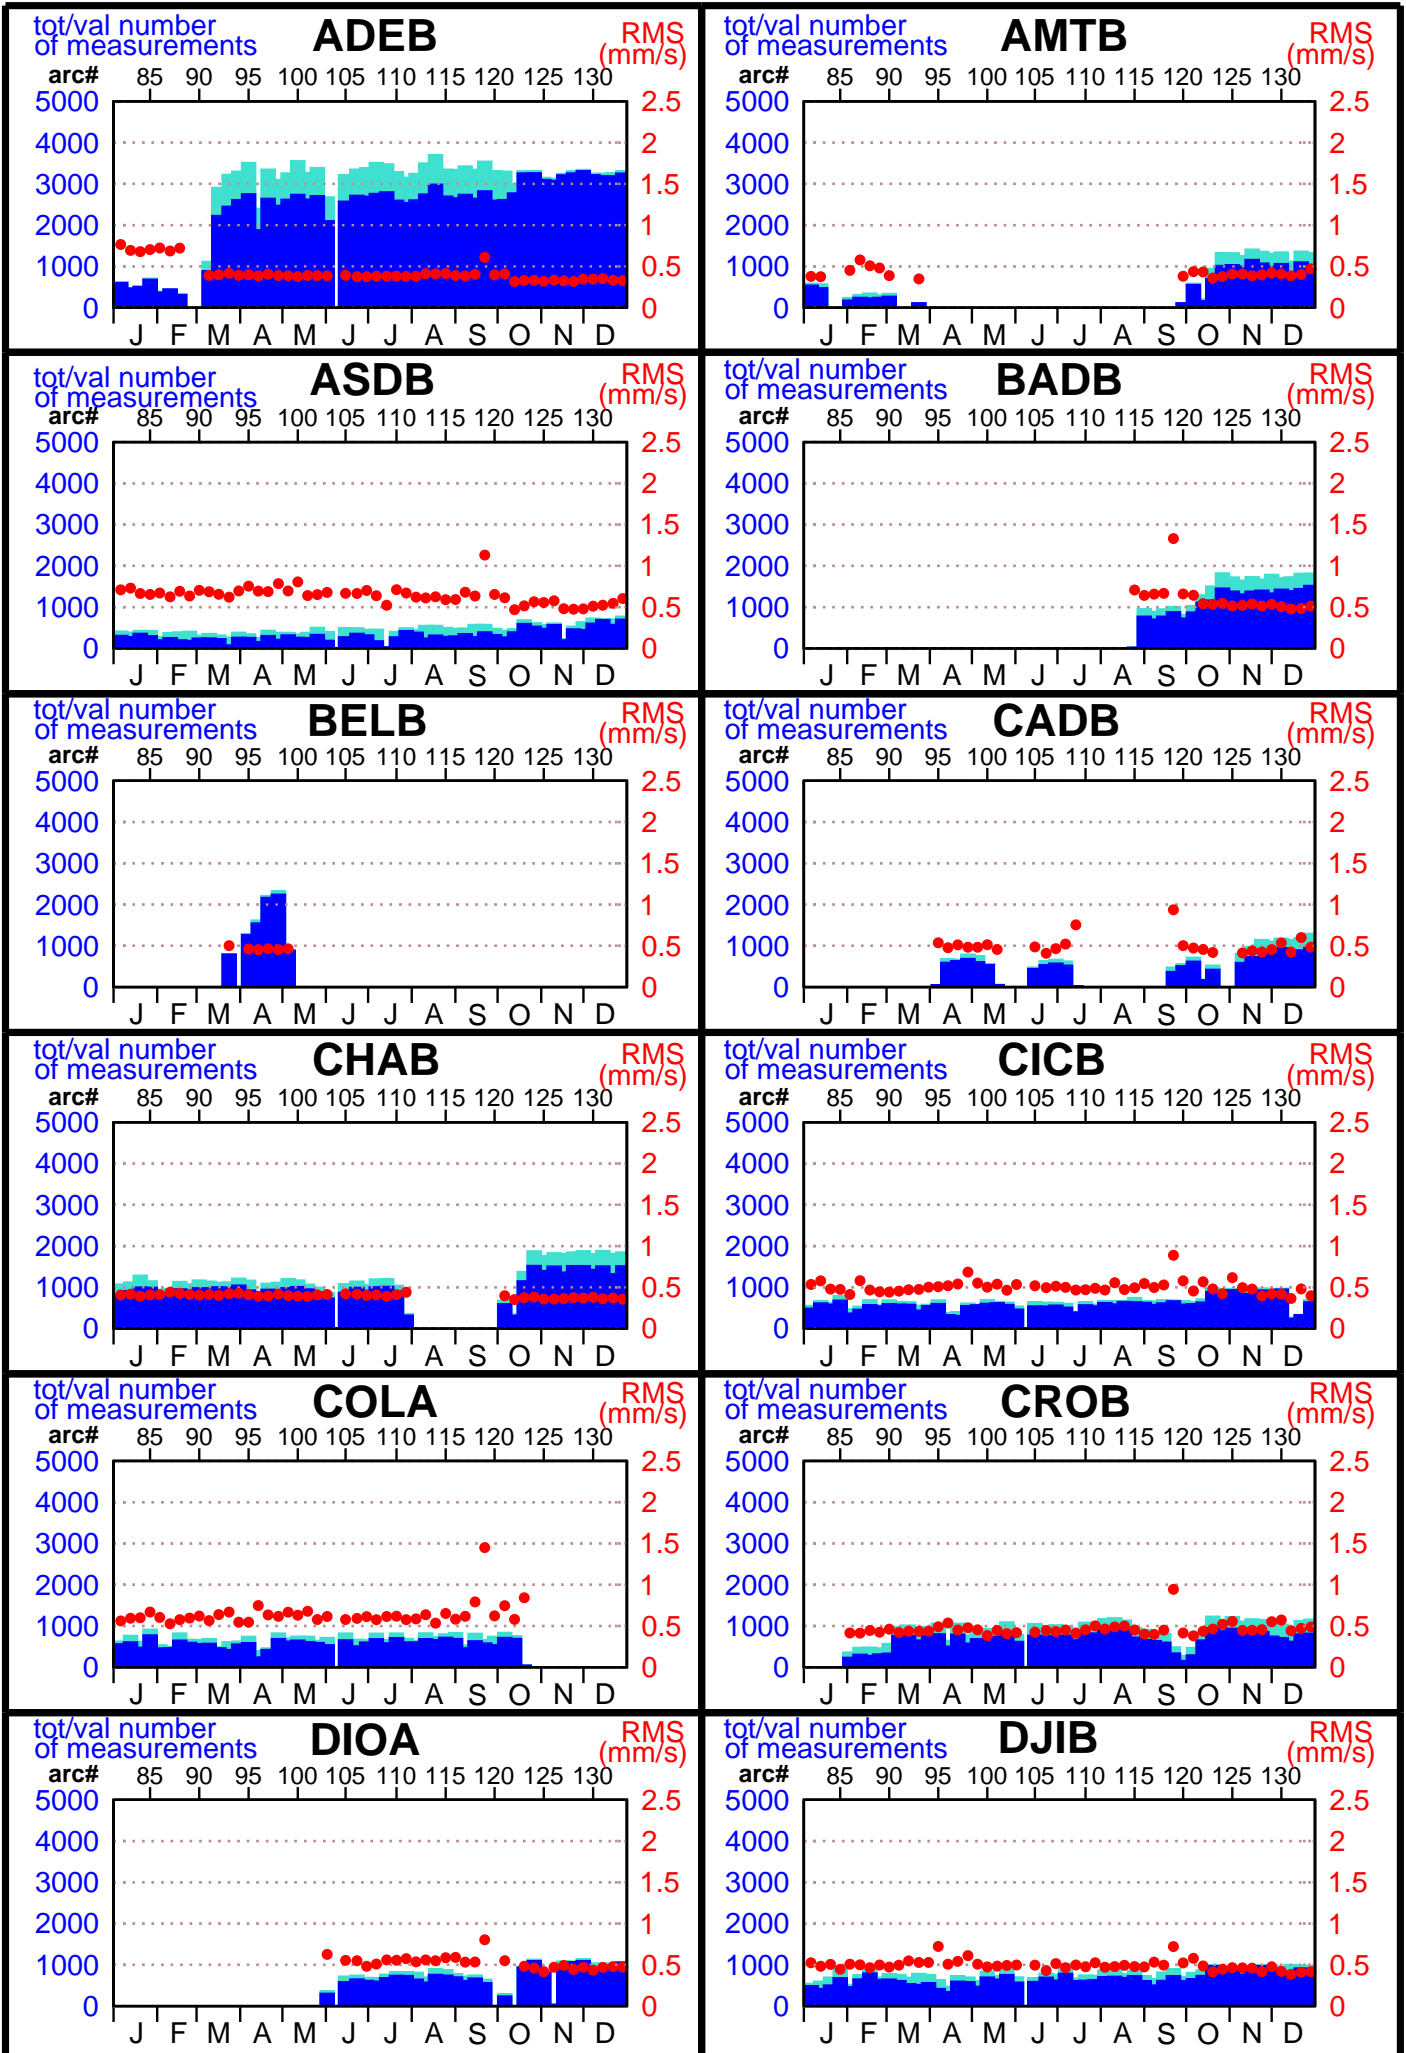 tot/val number
of measurements
ADEB
RMS
(mm/s)
arc# 85 90 95 100 105 110 115 120 125 130
5000 2.5
4000 2
3000 1.5
2000 1
1000 0.5
0 0
J F M A M J J A S O N D
tot/val number
of measurements
AMTB
RMS
(mm/s)
arc# 85 90 95 100 105 110 115 120 125 130
5000 2.5
4000 2
3000 1.5
2000 1
1000 0.5
0 0
J F M A M J J A S O N D
tot/val number
of measurements
ASDB
RMS
(mm/s)
arc# 85 90 95 100 105 110 115 120 125 130
5000 2.5
4000 2
3000 1.5
2000 1
1000 0.5
0 0
J F M A M J J A S O N D
tot/val number
of measurements
BADB
RMS
(mm/s)
arc# 85 90 95 100 105 110 115 120 125 130
5000 2.5
4000 2
3000 1.5
2000 1
1000 0.5
0 0
J F M A M J J A S O N D
tot/val number
of measurements
BELB
RMS
(mm/s)
arc# 85 90 95 100 105 110 115 120 125 130
5000 2.5
4000 2
3000 1.5
2000 1
1000 0.5
0 0
J F M A M J J A S O N D
tot/val number
of measurements
CADB
RMS
(mm/s)
arc# 85 90 95 100 105 110 115 120 125 130
5000 2.5
4000 2
3000 1.5
2000 1
1000 0.5
0 0
J F M A M J J A S O N D
tot/val number
of measurements
CHAB
RMS
(mm/s)
arc# 85 90 95 100 105 110 115 120 125 130
5000 2.5
4000 2
3000 1.5
2000 1
1000 0.5
0 0
J F M A M J J A S O N D
tot/val number
of measurements
CICB
RMS
(mm/s)
arc# 85 90 95 100 105 110 115 120 125 130
5000 2.5
4000 2
3000 1.5
2000 1
1000 0.5
0 0
J F M A M J J A S O N D
tot/val number
of measurements
COLA
RMS
(mm/s)
arc# 85 90 95 100 105 110 115 120 125 130
5000 2.5
4000 2
3000 1.5
2000 1
1000 0.5
0 0
J F M A M J J A S O N D
tot/val number
of measurements
CROB
RMS
(mm/s)
arc# 85 90 95 100 105 110 115 120 125 130
5000 2.5
4000 2
3000 1.5
2000 1
1000 0.5
0 0
J F M A M J J A S O N D
tot/val number
of measurements
DIOA
RMS
(mm/s)
arc# 85 90 95 100 105 110 115 120 125 130
5000 2.5
4000 2
3000 1.5
2000 1
1000 0.5
0 0
J F M A M J J A S O N D
tot/val number
of measurements
DJIB
RMS
(mm/s)
arc# 85 90 95 100 105 110 115 120 125 130
5000 2.5
4000 2
3000 1.5
2000 1
1000 0.5
0 0
J F M A M J J A S O N D